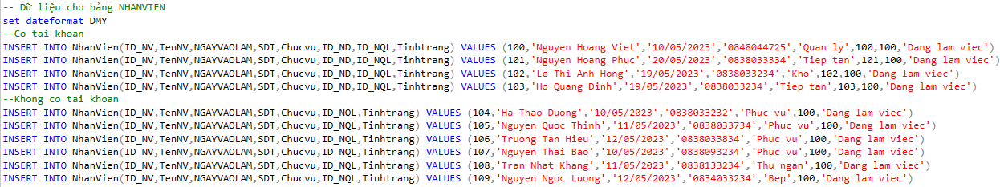 -- Dữ liệu cho bảng NHANVIEN
set dateformat DMY
--Co tai khoan
INSERT INTO NhanVien(ID_NV,TenNV,NGAYVAOLAM,SDT,Chucvu,ID_ND,ID_NQL,Tinhtrang) VALUES (100,'Nguyen Hoang Viet','10/05/2023','0848044725','Quan ly',100,100,'Dang lam viec')
INSERT INTO NhanVien(ID_NV,TenNV,NGAYVAOLAM,SDT,Chucvu,ID_ND,ID_NQL,Tinhtrang) VALUES (101,'Nguyen Hoang Phuc','20/05/2023','0838033334','Tiep tan',101,100,'Dang lam viec')
INSERT INTO NhanVien(ID_NV,TenNV,NGAYVAOLAM,SDT,Chucvu,ID_ND,ID_NQL,Tinhtrang) VALUES (102,'Le Thi Anh Hong','19/05/2023','0838033234','Kho',102,100,'Dang lam viec')
INSERT INTO NhanVien(ID_NV,TenNV,NGAYVAOLAM,SDT,Chucvu,ID_ND,ID_NQL,Tinhtrang) VALUES (103,'Ho Quang Dinh','19/05/2023','0838033234','Tiep tan',103,100,'Dang lam viec')
--Khong co tai khoan
INSERT INTO NhanVien(ID_NV,TenNV,NGAYVAOLAM,SDT,Chucvu,ID_NQL,Tinhtrang) VALUES (104,'Ha Thao Duong','10/05/2023','0838033232','Phuc vu',100,'Dang lam viec')
INSERT INTO NhanVien(ID_NV,TenNV,NGAYVAOLAM,SDT,Chucvu,ID_NQL,Tinhtrang) VALUES (105,'Nguyen Quoc Thinh','11/05/2023','0838033734','Phuc vu',100,'Dang lam viec')
INSERT INTO NhanVien(ID_NV,TenNV,NGAYVAOLAM,SDT,Chucvu,ID_NQL,Tinhtrang) VALUES (106,'Truong Tan Hieu','12/05/2023','0838033834','Phuc vu',100,'Dang lam viec')
INSERT INTO NhanVien(ID_NV,TenNV,NGAYVAOLAM,SDT,Chucvu,ID_NQL,Tinhtrang) VALUES (107,'Nguyen Thai Bao','10/05/2023','0838093234','Phuc vu',100,'Dang lam viec')
INSERT INTO NhanVien(ID_NV,TenNV,NGAYVAOLAM,SDT,Chucvu,ID_NQL,Tinhtrang) VALUES (108,'Tran Nhat Khang','11/05/2023','0838133234','Thu ngan',100,'Dang lam viec')
INSERT INTO NhanVien(ID_NV,TenNV,NGAYVAOLAM,SDT,Chucvu,ID_NQL,Tinhtrang) VALUES (109,'Nguyen Ngoc Luong','12/05/2023','0834033234','Bep',100,'Dang lam viec')